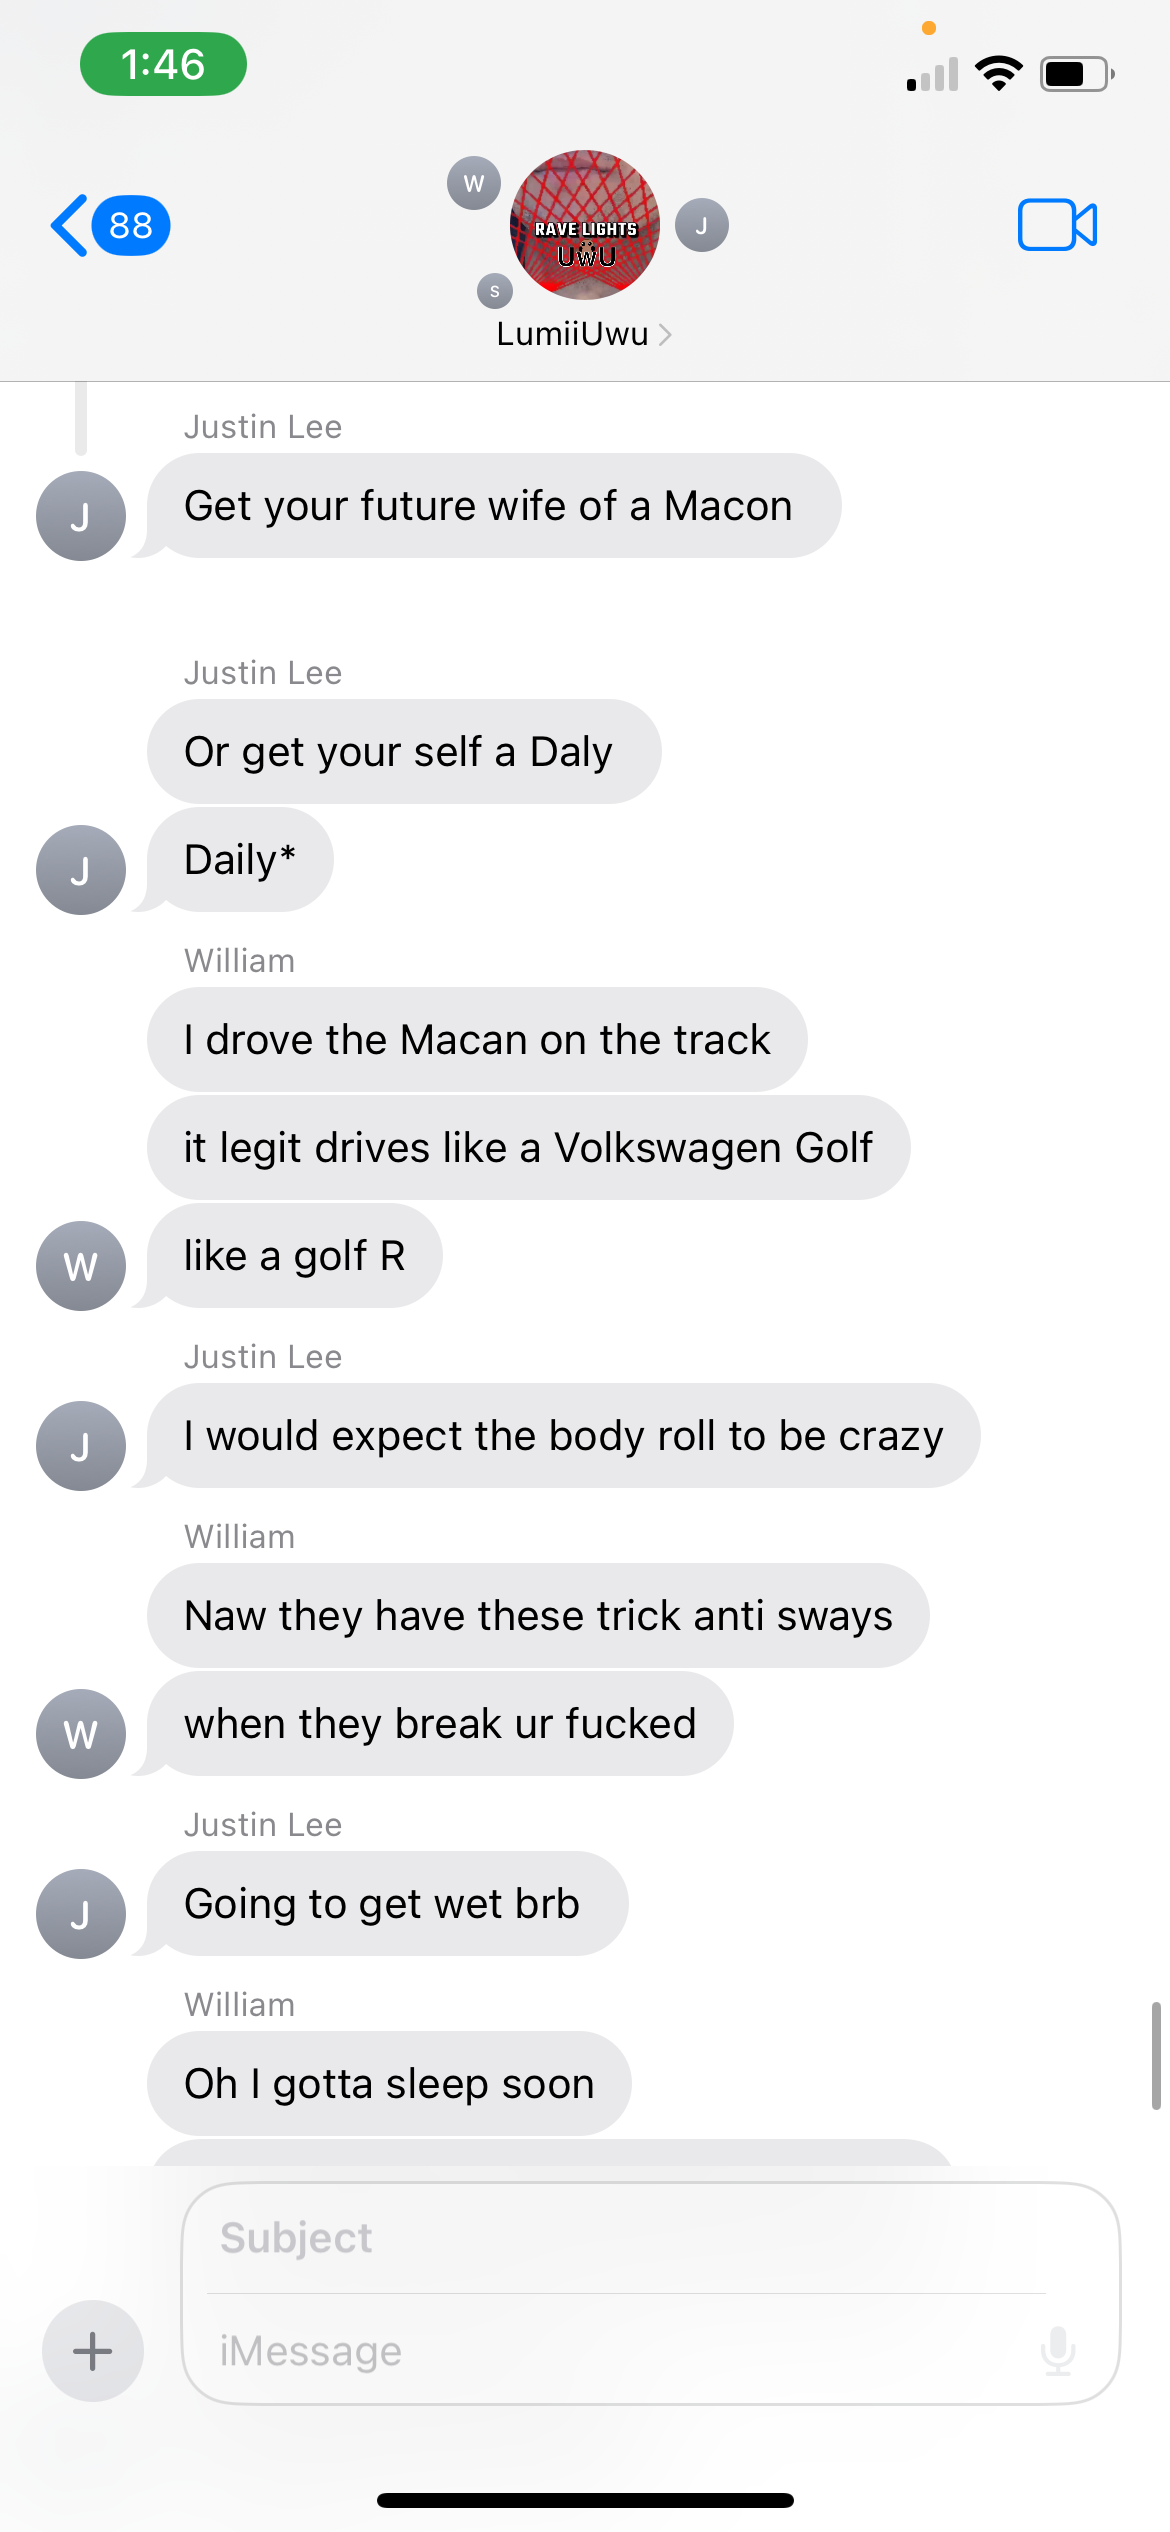 1:46
88
W
J
S
RAVE LIGHTS
UWU
LumiiUwu
Justin Lee
J
Get your future wife of a Macon
Justin Lee
Or get your self a Daly
J
Daily*
William
I drove the Macan on the track
it legit drives like a Volkswagen Golf
W
like a golf R
Justin Lee
J
I would expect the body roll to be crazy
William
Naw they have these trick anti sways
W
when they break ur fucked
Justin Lee
J
Going to get wet brb
William
Oh I gotta sleep soon
Subject
iMessage